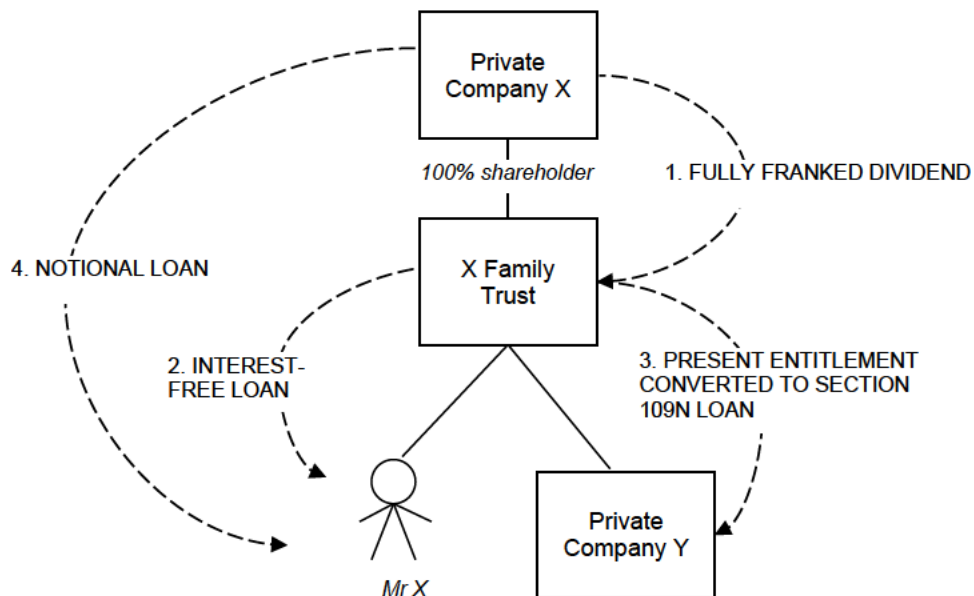 Private
Company X
100% shareholder
1. FULLY FRANKED DIVIDEND
4. NOTIONAL LOAN
X Family
Trust
2. INTEREST-
FREE LOAN
3. PRESENT ENTITLEMENT
CONVERTED TO SECTION
109N LOAN
Private
Company Y
Mr X